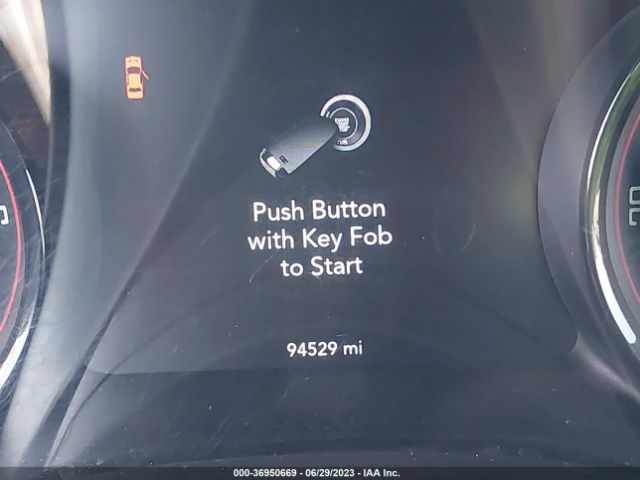 Push Button
with Key Fob
to Start
94529 mi
000-36950669 - 06/29/2023 - IAA Inc.